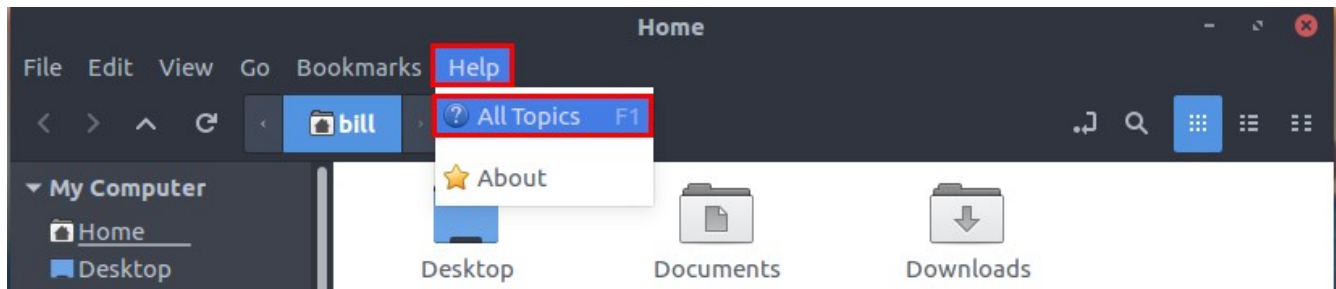 Home
File Edit View Go Bookmarks Help
bill
All Topics F1
About
My Computer
Home
Desktop
Desktop Documents Downloads